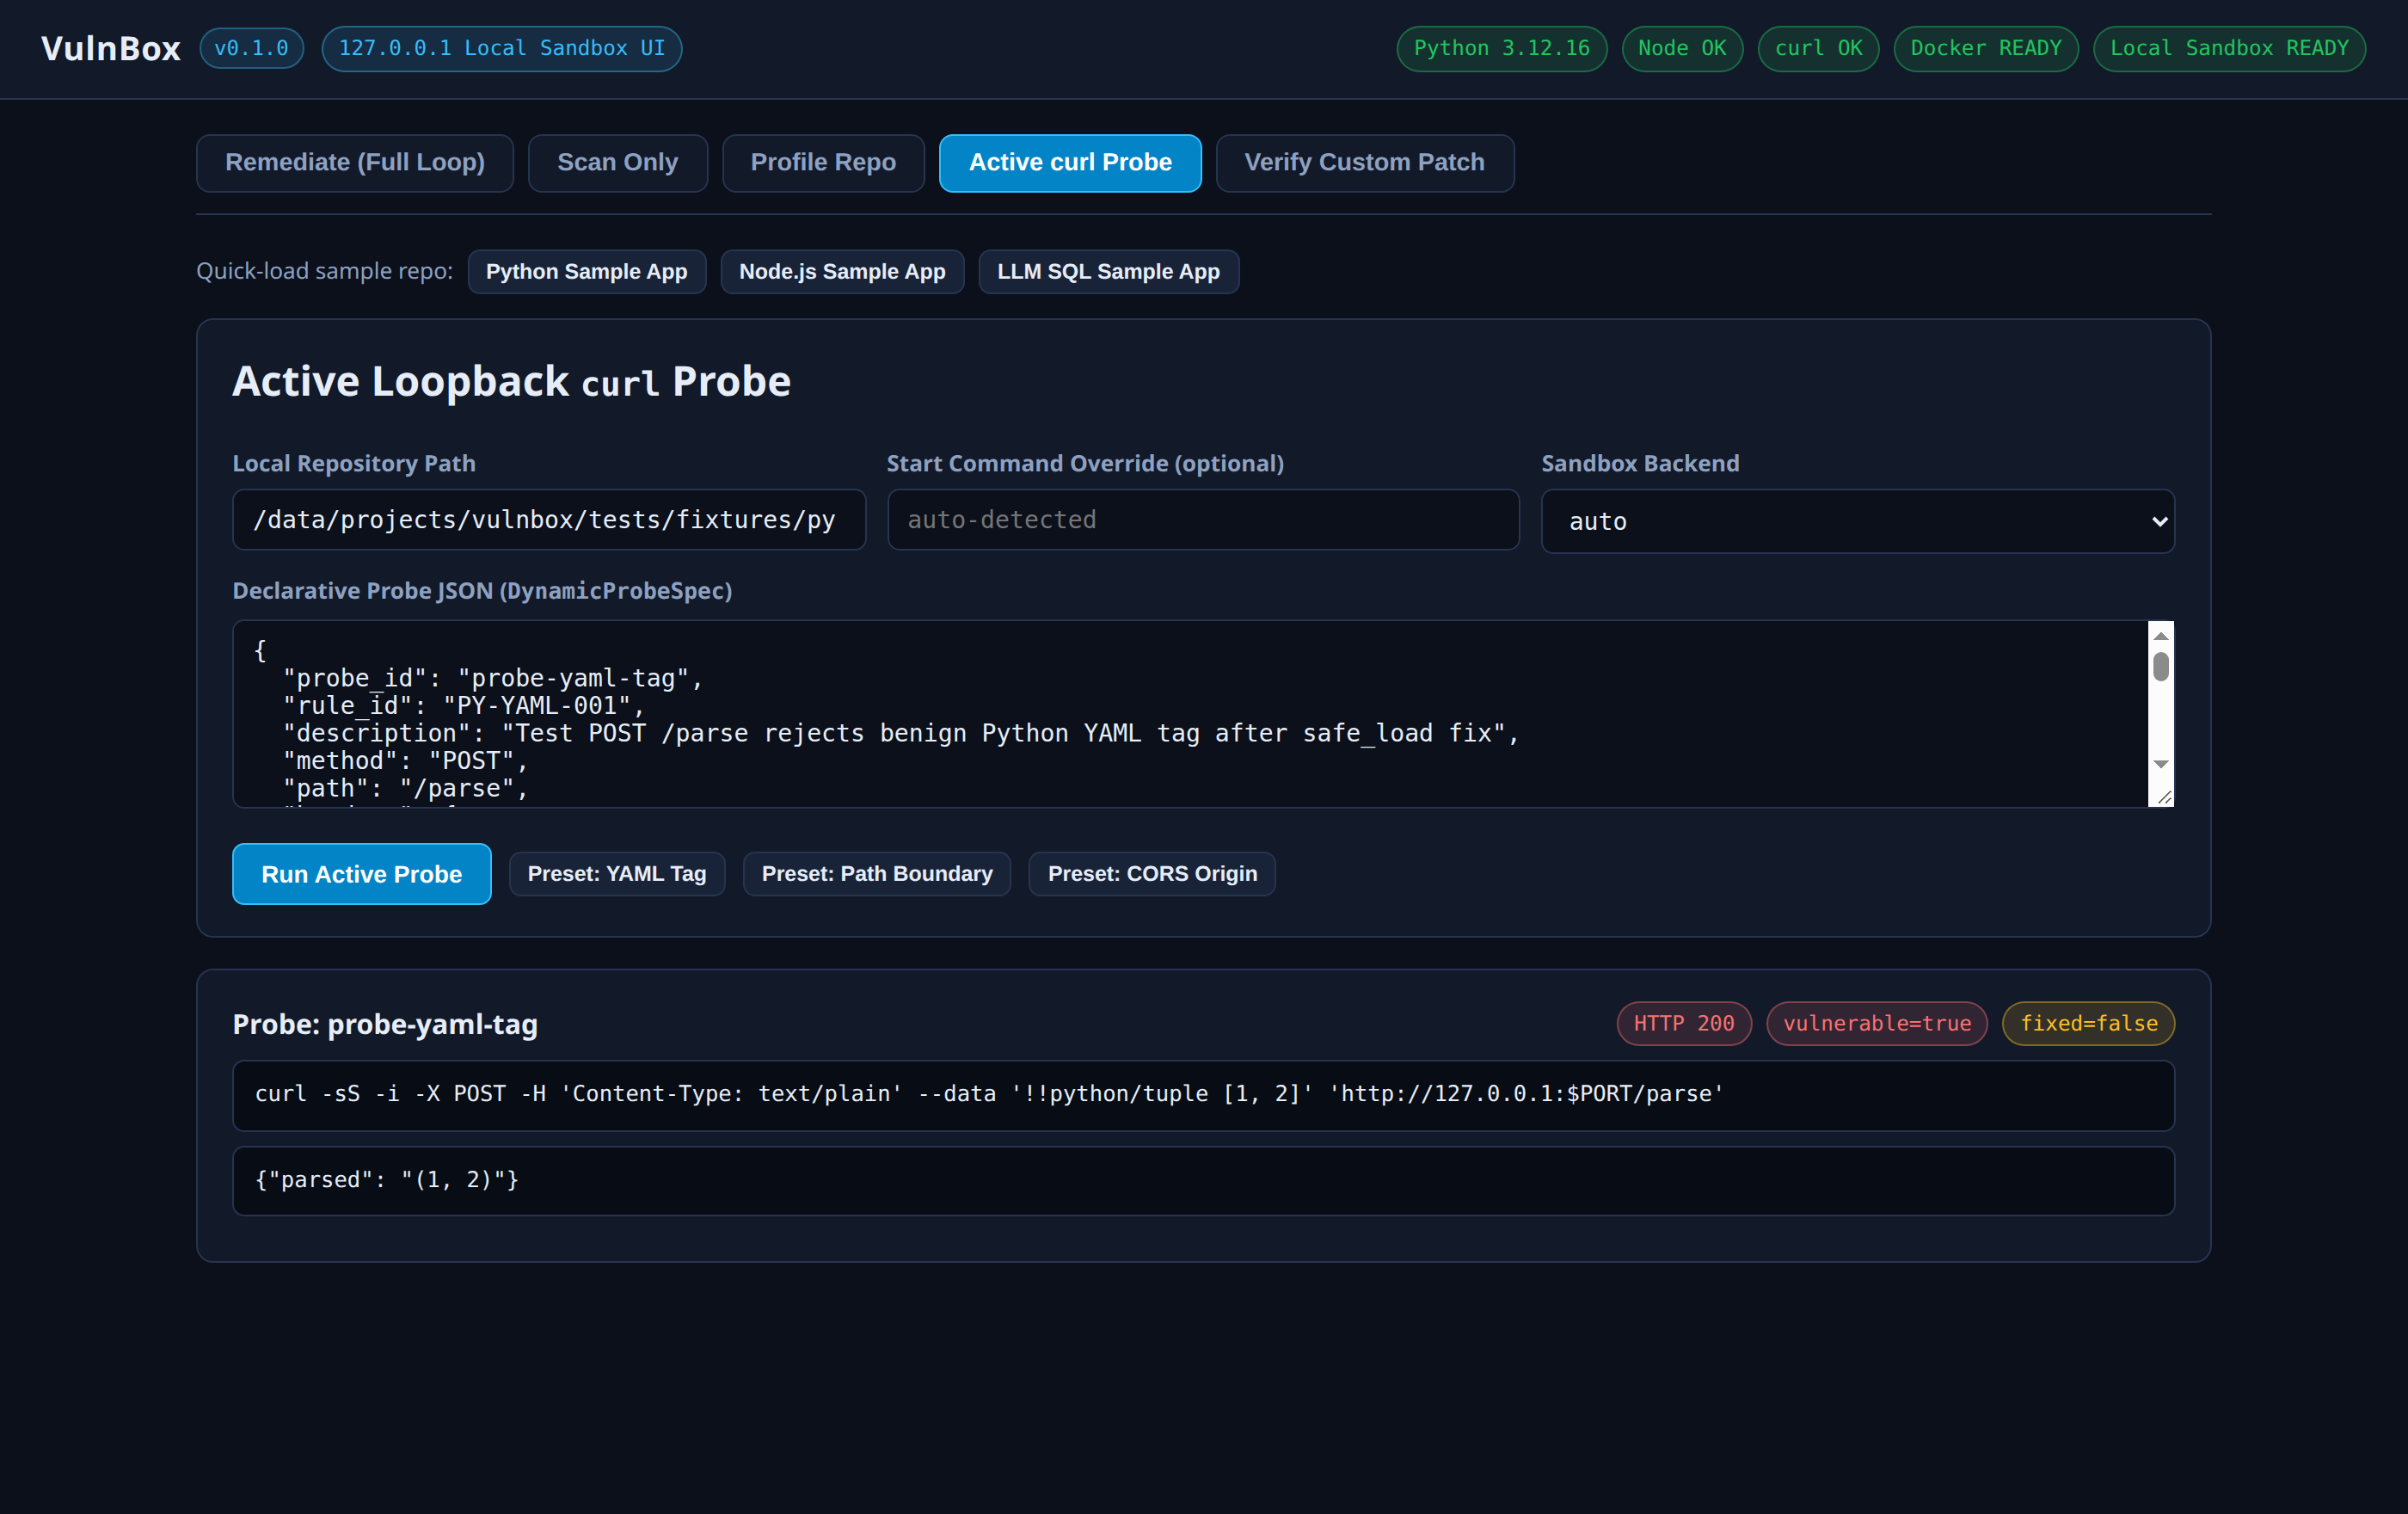 VulnBox v0.1.0 127.0.0.1 Local Sandbox UI Python 3.12.16 Node OK curl OK Docker READY Local Sandbox READY
Remediate (Full Loop) Scan Only Profile Repo Active curl Probe Verify Custom Patch
Quick-load sample repo: Python Sample App Node.js Sample App LLM SQL Sample App
Active Loopback curl Probe
Local Repository Path Start Command Override (optional) Sandbox Backend
/data/projects/vulnbox/tests/fixtures/py auto-detected auto
Declarative Probe JSON (DynamicProbeSpec)
{
"probe_id": "probe-yaml-tag",
"rule_id": "PY-YAML-001",
"description": "Test POST /parse rejects benign Python YAML tag after safe_load fix",
"method": "POST",
"path": "/parse",
Run Active Probe Preset: YAML Tag Preset: Path Boundary Preset: CORS Origin
Probe: probe-yaml-tag HTTP 200 vulnerable=true fixed=false
curl -sS -i -X POST -H 'Content-Type: text/plain' --data '!!python/tuple [1, 2]' 'http://127.0.0.1:$PORT/parse'
{"parsed": "(1, 2)"}